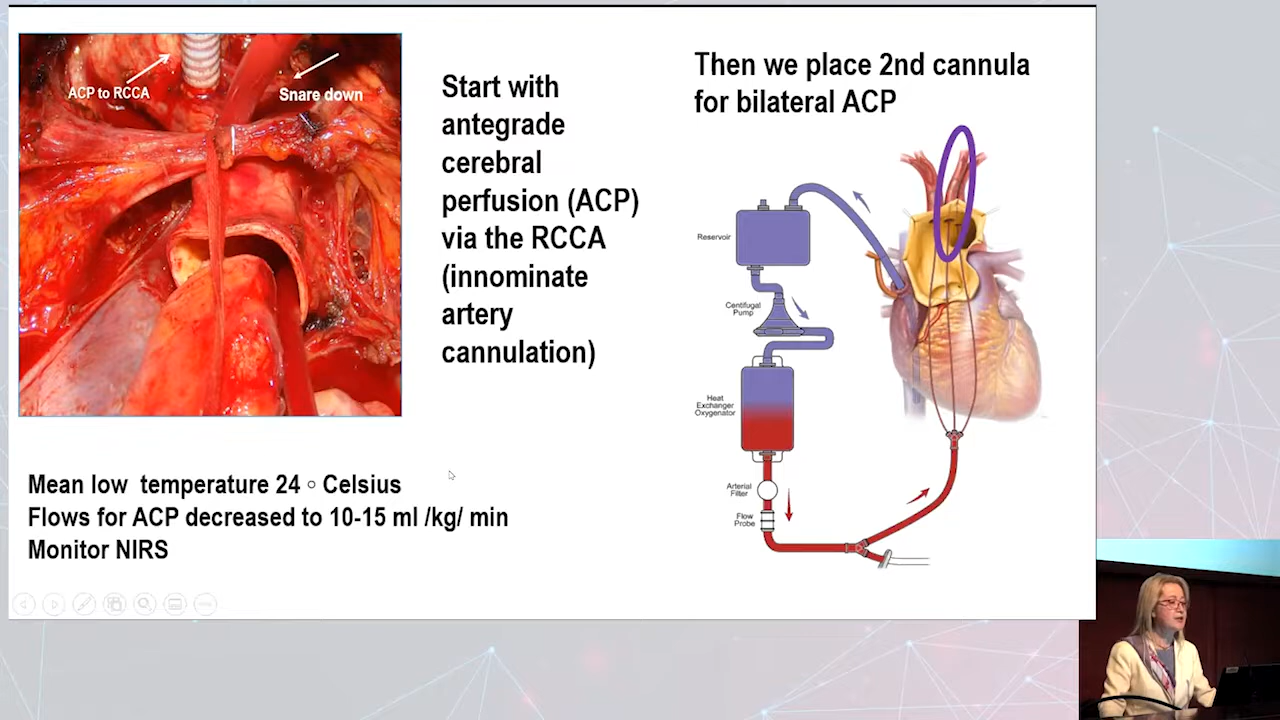 ACP to RCCA
Snare down
Start with
antegrade
cerebral
perfusion (ACP)
via the RCCA
(innominate
artery
cannulation)
Then we place 2nd cannula
for bilateral ACP
Reservoir
Centifugal
Pump
Heat
Exchanger
Oxygenator
Arterial
Filter
Flow
Probe
Mean low temperature 24 ◦ Celsius
Flows for ACP decreased to 10-15 ml /kg/ min
Monitor NIRS